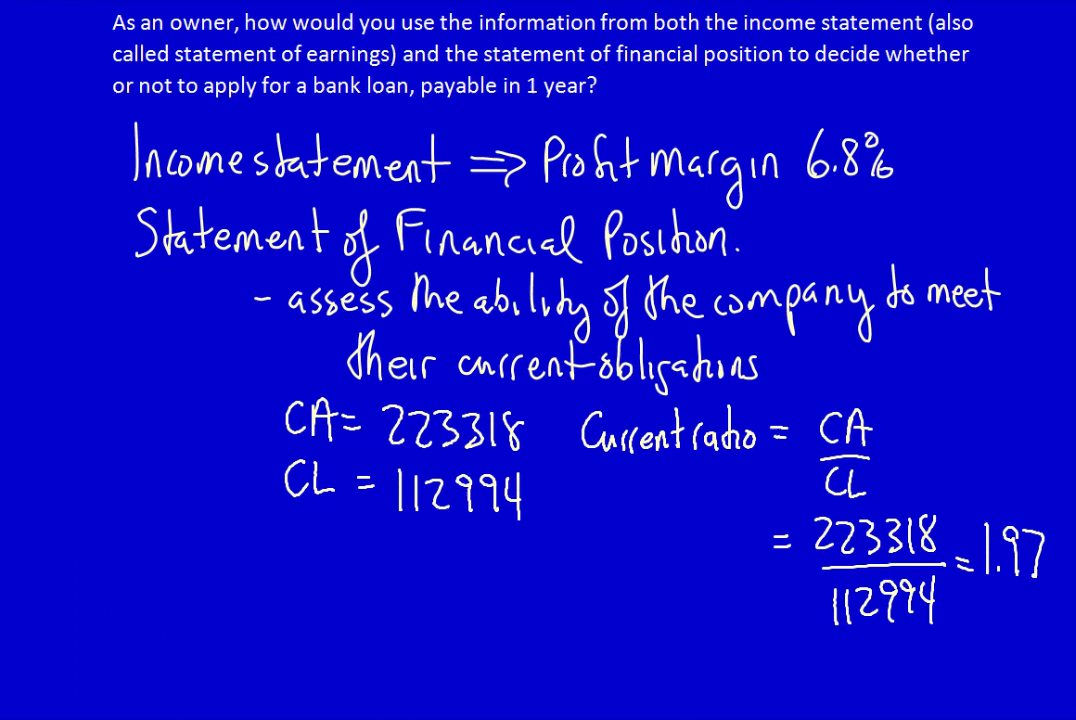 As an owner, how would you use the information from both the income statement (also
called statement of earnings) and the statement of financial position to decide whether
or not to apply for a bank loan, payable in 1 year?
Income statement ⇒ Profit margin 6.8%
Statement of Financial Position.
- assess the ability of the company to meet
their current obligations
CA = 223318 Current ratio = CA
CL = 112994 CL
= 223318 = 1.97
112994